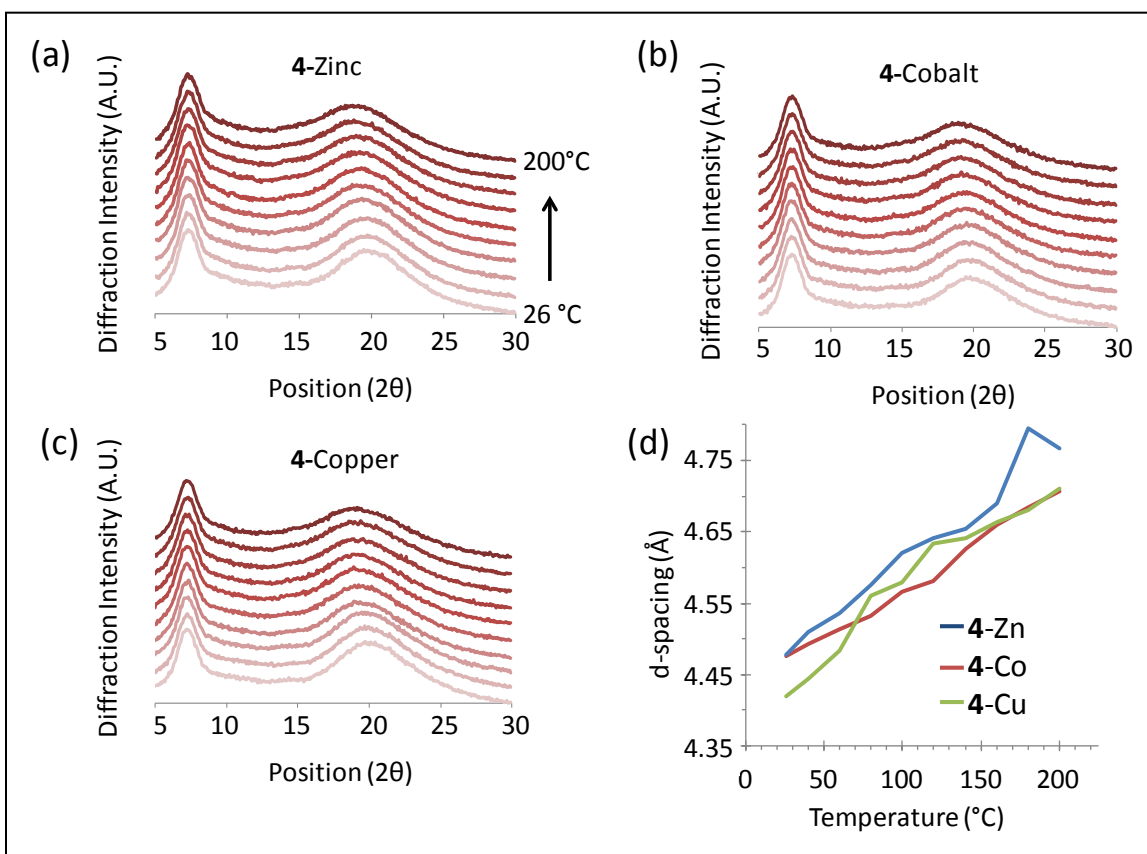 (a)
4-Zinc
Diffraction Intensity (A.U.)
200°C
26 °C
5 10 15 20 25 30
Position (2θ)
(b)
4-Cobalt
Diffraction Intensity (A.U.)
5 10 15 20 25 30
Position (2θ)
(c)
4-Copper
Diffraction Intensity (A.U.)
5 10 15 20 25 30
Position (2θ)
(d)
d-spacing (Å)
4.75
4.65
4.55
4.45
4.35
4-Zn
4-Co
4-Cu
0 50 100 150 200
Temperature (°C)